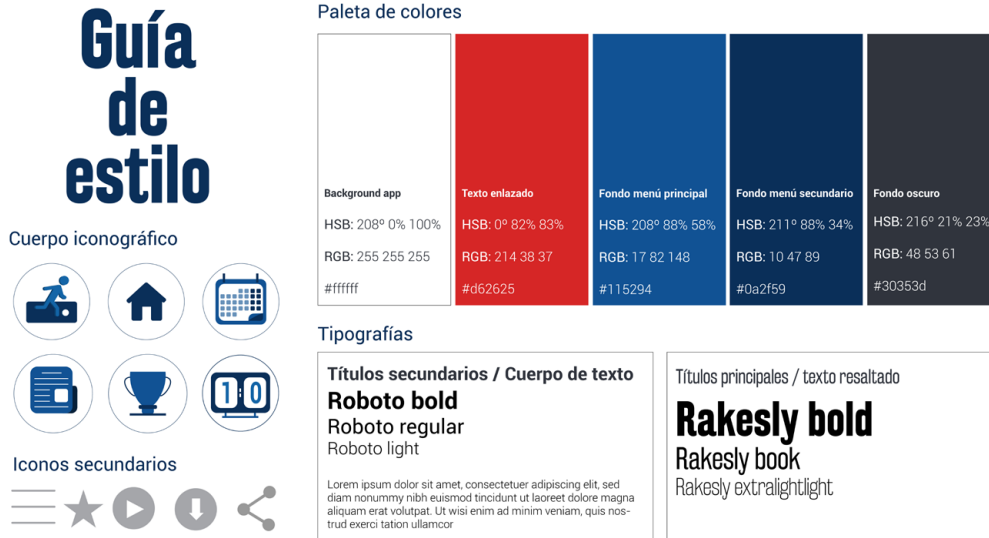 Guía
de
estilo
Cuerpo iconográfico
1 0
Iconos secundarios
Paleta de colores
Background app
HSB: 208º 0% 100%
RGB: 255 255 255
#ffffff
Texto enlazado
HSB: 0º 82% 83%
RGB: 214 38 37
#d62625
Fondo menú principal
HSB: 208º 88% 58%
RGB: 17 82 148
#115294
Fondo menú secundario
HSB: 211º 88% 34%
RGB: 10 47 89
#0a2f59
Fondo oscuro
HSB: 216º 21% 23%
RGB: 48 53 61
#30353d
Tipografías
Títulos secundarios / Cuerpo de texto
Roboto bold
Roboto regular
Roboto light
Lorem ipsum dolor sit amet, consectetuer adipiscing elit, sed
diam nonummy nibh euismod tincidunt ut laoreet dolore magna
aliquam erat volutpat. Ut wisi enim ad minim veniam, quis nos-
trud exerci tation ullamcor
Títulos principales / texto resaltado
Rakesly bold
Rakesly book
Rakesly extralightlight